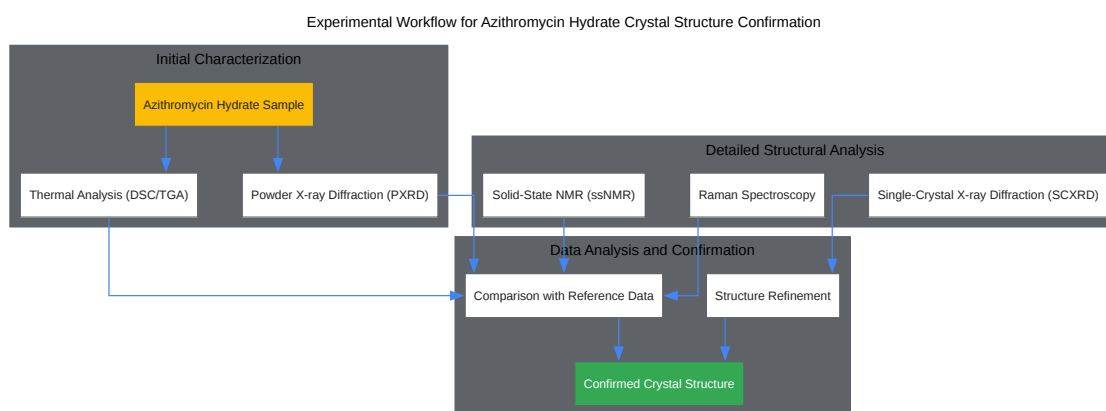 Experimental Workflow for Azithromycin Hydrate Crystal Structure Confirmation
Initial Characterization
Azithromycin Hydrate Sample
Thermal Analysis (DSC/TGA)
Powder X-ray Diffraction (PXRD)
Detailed Structural Analysis
Solid-State NMR (ssNMR)
Raman Spectroscopy
Single-Crystal X-ray Diffraction (SCXRD)
Data Analysis and Confirmation
Comparison with Reference Data
Structure Refinement
Confirmed Crystal Structure